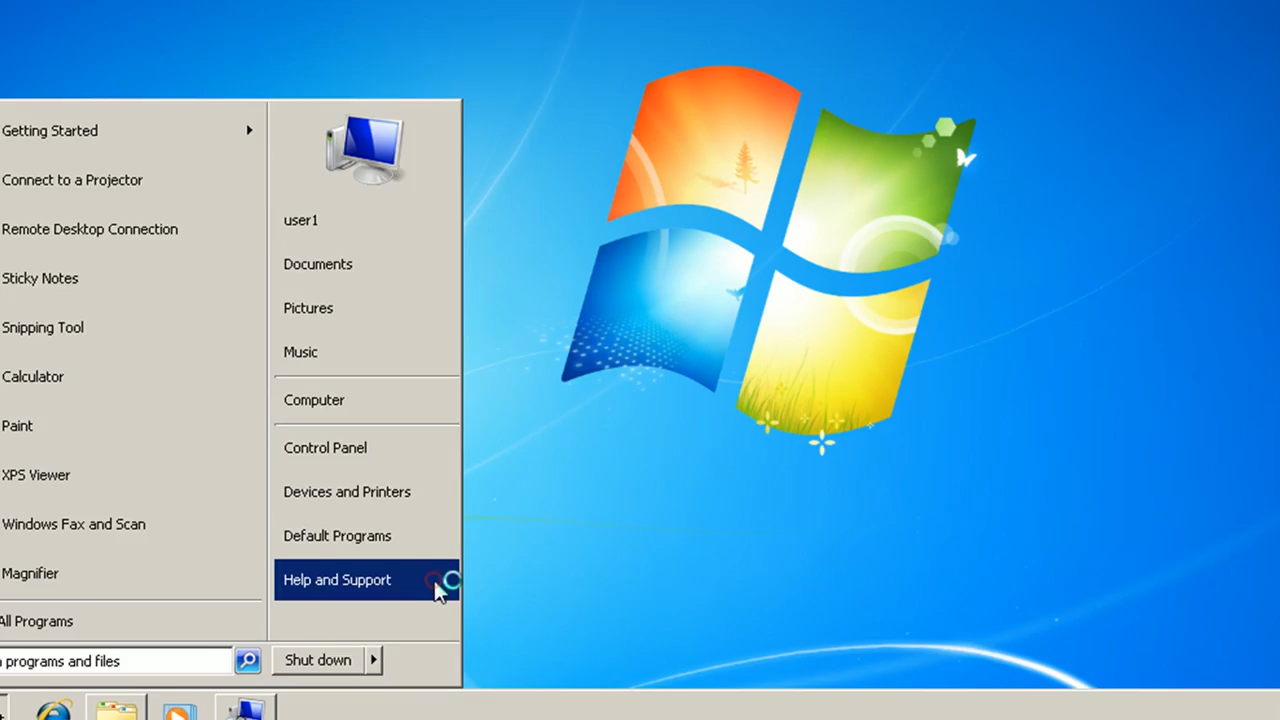 Getting Started
Connect to a Projector
Remote Desktop Connection
Sticky Notes
Snipping Tool
Calculator
Paint
XPS Viewer
Windows Fax and Scan
Magnifier
All Programs
programs and files
user1
Documents
Pictures
Music
Computer
Control Panel
Devices and Printers
Default Programs
Help and Support
Shut down